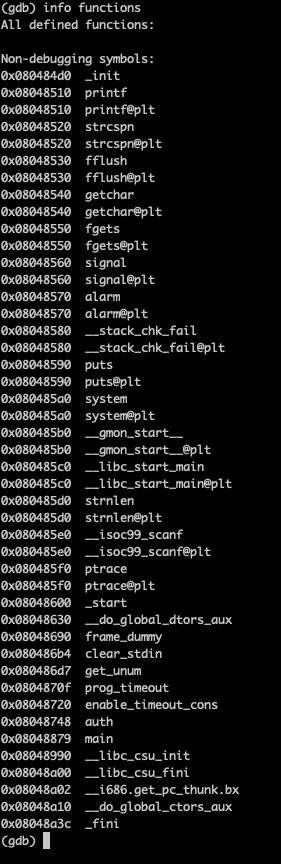 (gdb) info functions
All defined functions:

Non-debugging symbols:
0x080484d0  _init
0x08048510  printf
0x08048510  printf@plt
0x08048520  strcspn
0x08048520  strcspn@plt
0x08048530  fflush
0x08048530  fflush@plt
0x08048540  getchar
0x08048540  getchar@plt
0x08048550  fgets
0x08048550  fgets@plt
0x08048560  signal
0x08048560  signal@plt
0x08048570  alarm
0x08048570  alarm@plt
0x08048580  __stack_chk_fail
0x08048580  __stack_chk_fail@plt
0x08048590  puts
0x08048590  puts@plt
0x080485a0  system
0x080485a0  system@plt
0x080485b0  __gmon_start__
0x080485b0  __gmon_start__@plt
0x080485c0  __libc_start_main
0x080485c0  __libc_start_main@plt
0x080485d0  strnlen
0x080485d0  strnlen@plt
0x080485e0  __isoc99_scanf
0x080485e0  __isoc99_scanf@plt
0x080485f0  ptrace
0x080485f0  ptrace@plt
0x08048600  _start
0x08048630  __do_global_dtors_aux
0x08048690  frame_dummy
0x080486b4  clear_stdin
0x080486d7  get_unum
0x0804870f  prog_timeout
0x08048720  enable_timeout_cons
0x08048748  auth
0x08048879  main
0x08048990  __libc_csu_init
0x08048a00  __libc_csu_fini
0x08048a02  __i686.get_pc_thunk.bx
0x08048a10  __do_global_ctors_aux
0x08048a3c  _fini
(gdb)